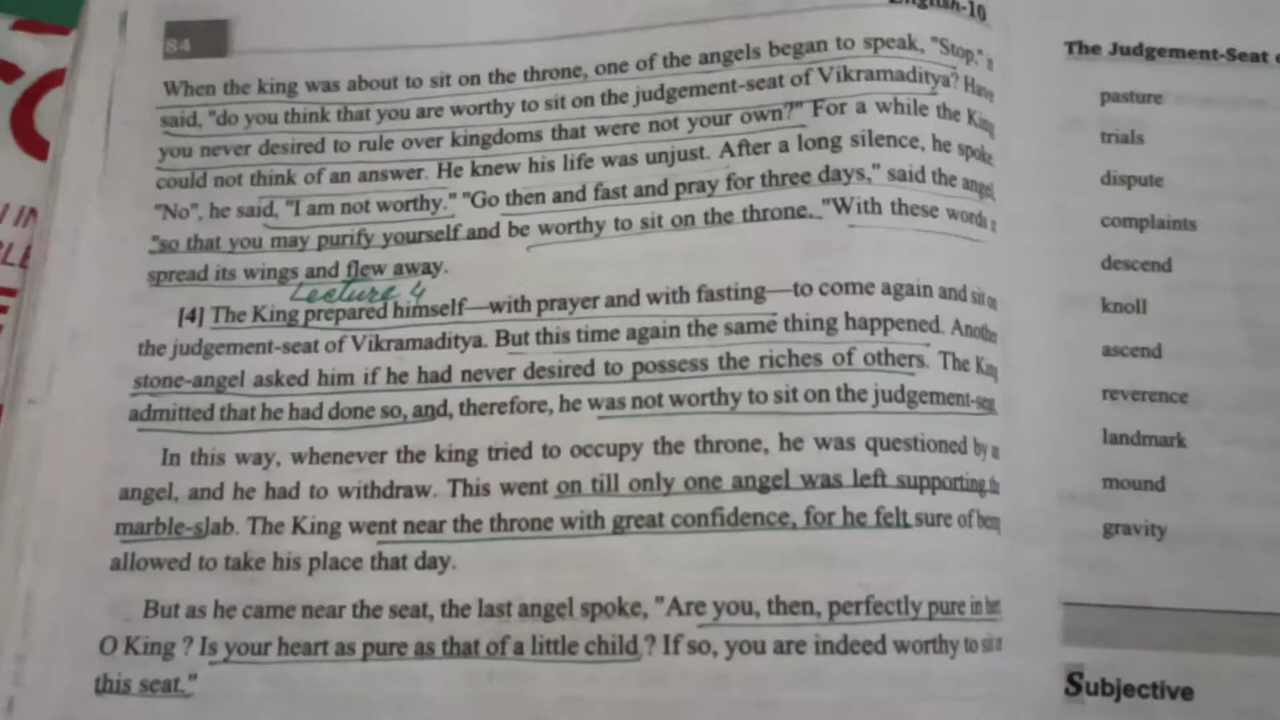 84
English-10
When the king was about to sit on the throne, one of the angels began to speak, "Stop,"
said, "do you think that you are worthy to sit on the judgement-seat of Vikramaditya? Have
you never desired to rule over kingdoms that were not your own?" For a while the King
could not think of an answer. He knew his life was unjust. After a long silence, he spoke
"No", he said, "I am not worthy." "Go then and fast and pray for three days," said the angel,
"so that you may purify yourself and be worthy to sit on the throne. "With these words
spread its wings and flew away.
Lecture 4
[4] The King prepared himself—with prayer and with fasting—to come again and sit on
the judgement-seat of Vikramaditya. But this time again the same thing happened.
stone-angel asked him if he had never desired to possess the riches of others. The King
admitted that he had done so, and, therefore, he was not worthy to sit on the judgement-seat
In this way, whenever the king tried to occupy the throne, he was questioned by
angel, and he had to withdraw. This went on till only one angel was left supporting
marble-slab. The King went near the throne with great confidence, for he felt sure of being
allowed to take his place that day.
But as he came near the seat, the last angel spoke, "Are you, then, perfectly pure in
O King ? Is your heart as pure as that of a little child ? If so, you are indeed worthy to
this seat."
The Judgement-Seat
pasture
trials
dispute
complaints
descend
knoll
ascend
reverence
landmark
mound
gravity
Subjective